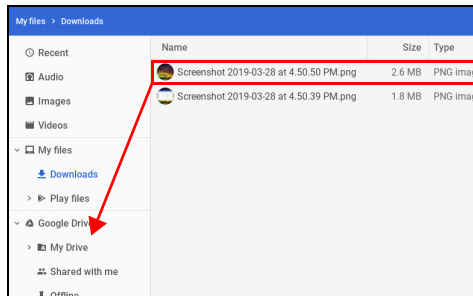 My files > Downloads
Name Size Type
Recent
Audio
Images
Videos
My files
Downloads
Play files
Google Drive
My Drive
Shared with me
Offline
Screenshot 2019-03-28 at 4.50.50 PM.png 2.6 MB PNG imag
Screenshot 2019-03-28 at 4.50.39 PM.png 1.8 MB PNG imag